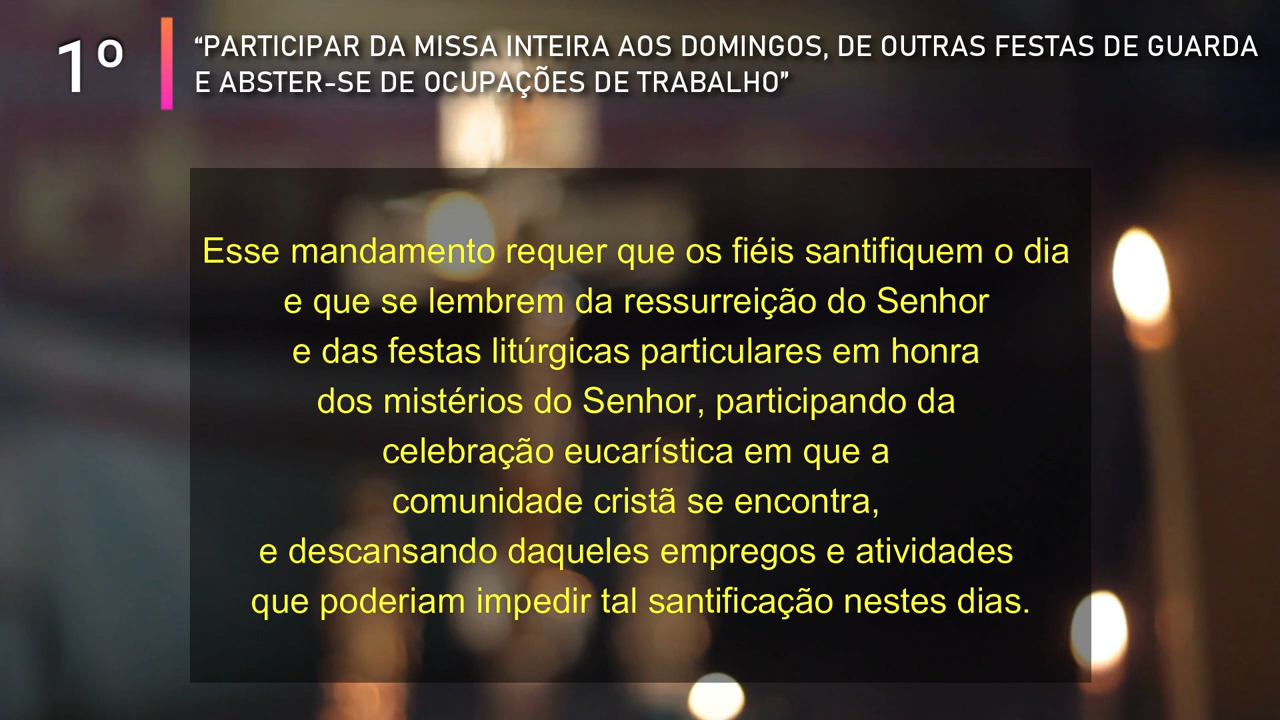 1º
“PARTICIPAR DA MISSA INTEIRA AOS DOMINGOS, DE OUTRAS FESTAS DE GUARDA
E ABSTER-SE DE OCUPAÇÕES DE TRABALHO”
Esse mandamento requer que os fiéis santifiquem o dia
e que se lembrem da ressurreição do Senhor
e das festas litúrgicas particulares em honra
dos mistérios do Senhor, participando da
celebração eucarística em que a
comunidade cristã se encontra,
e descansando daqueles empregos e atividades
que poderiam impedir tal santificação nestes dias.